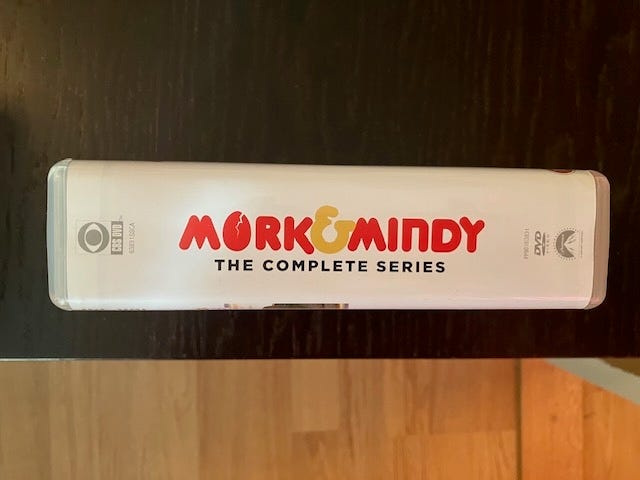 MORK & MINDY
THE COMPLETE SERIES
CBS DVD
DVD